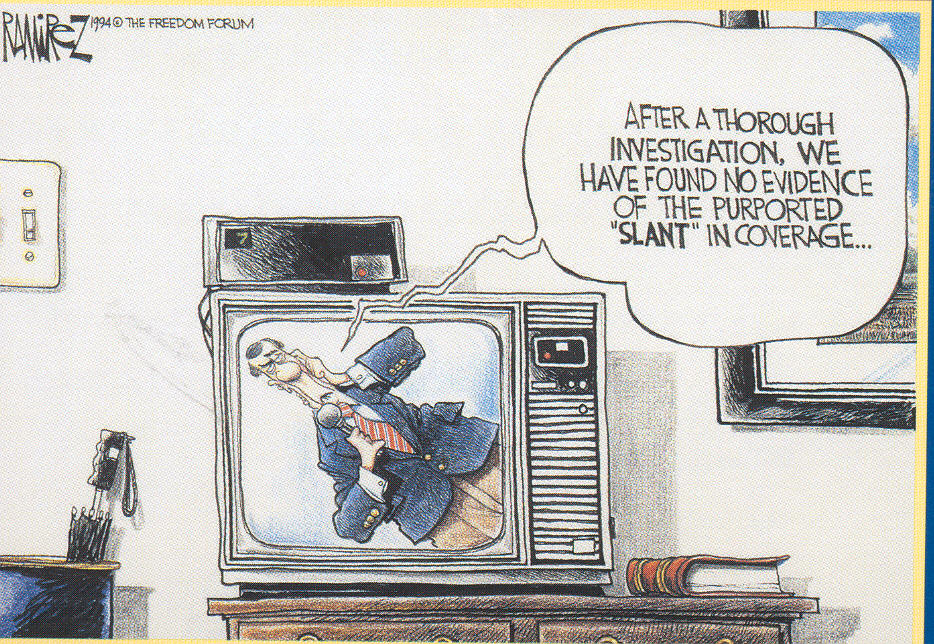 RAMIREZ 1994 © THE FREEDOM FORUM
AFTER A THOROUGH
INVESTIGATION, WE
HAVE FOUND NO EVIDENCE
OF THE PURPORTED
"SLANT" IN COVERAGE...
7